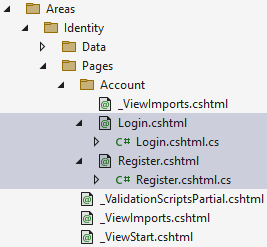 Areas
Identity
Data
Pages
Account
_ViewImports.cshtml
Login.cshtml
C# Login.cshtml.cs
Register.cshtml
C# Register.cshtml.cs
_ValidationScriptsPartial.cshtml
_ViewImports.cshtml
_ViewStart.cshtml